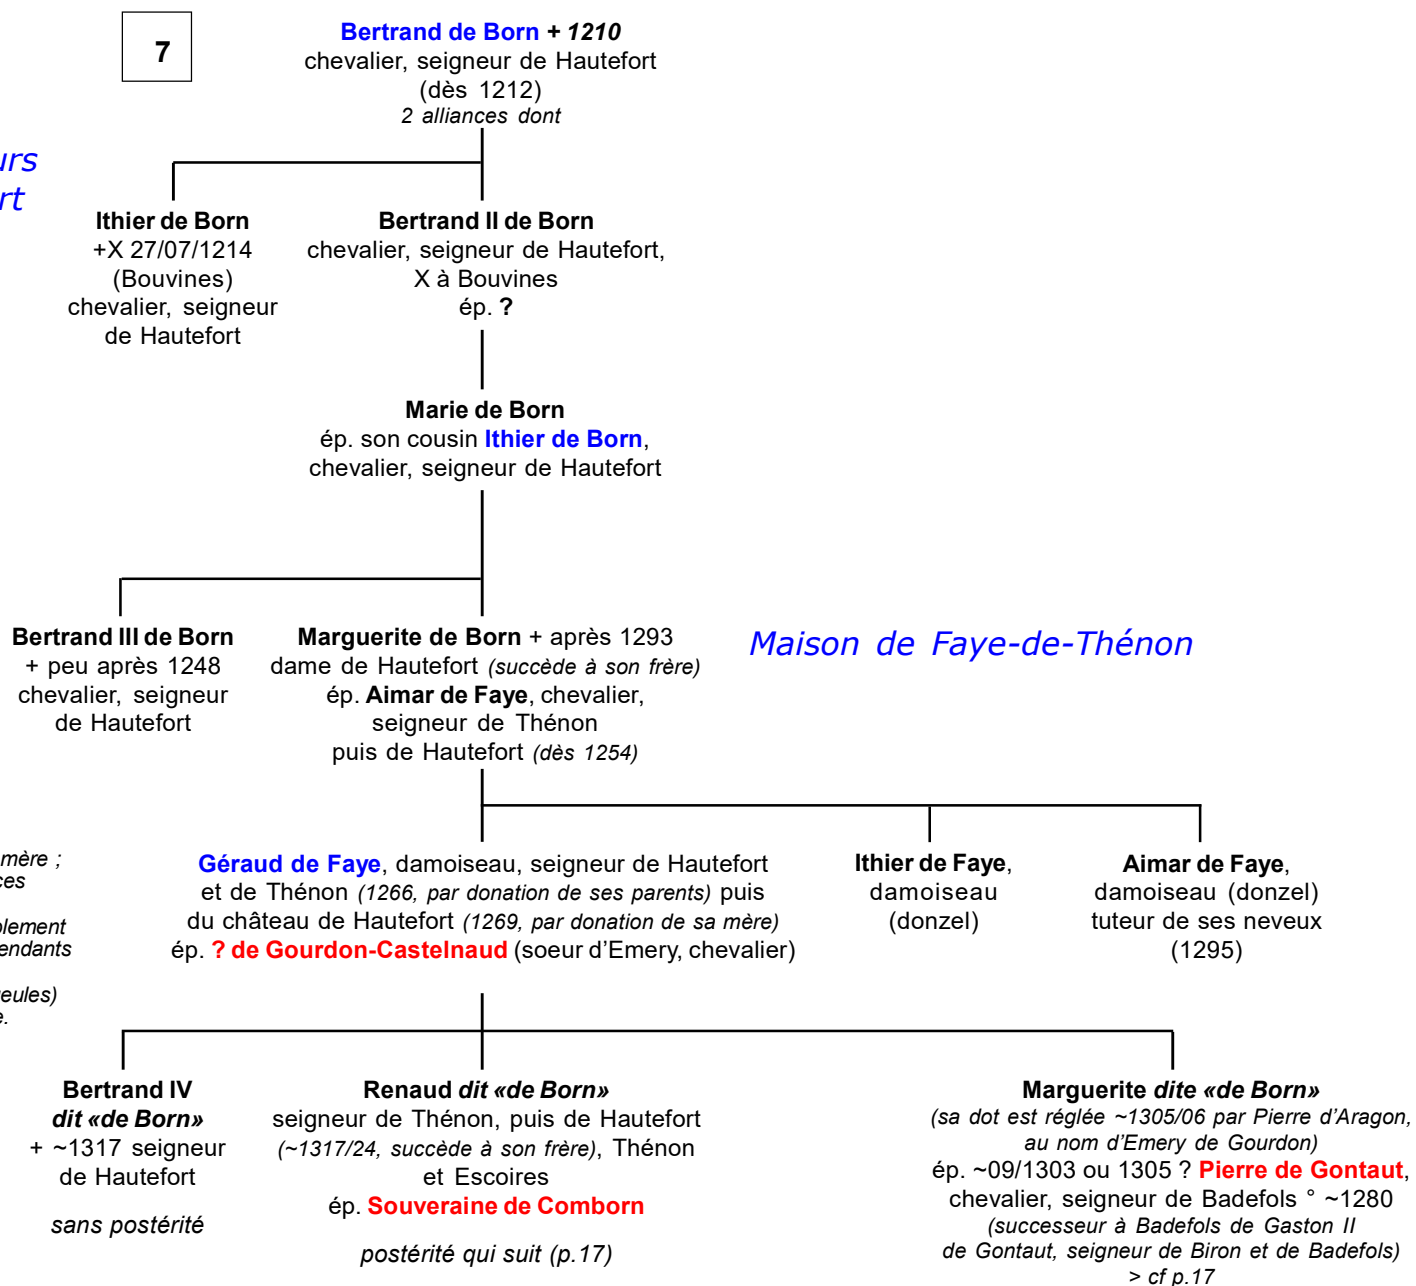 7
Bertrand de Born + 1210
chevalier, seigneur de Hautefort
(dès 1212)
2 alliances dont
urs
rt
Ithier de Born
+X 27/07/1214
(Bouvines)
chevalier, seigneur
de Hautefort
Bertrand II de Born
chevalier, seigneur de Hautefort,
X à Bouvines
ép. ?
Marie de Born
ép. son cousin Ithier de Born,
chevalier, seigneur de Hautefort
Bertrand III de Born
+ peu après 1248
chevalier, seigneur
de Hautefort
Marguerite de Born + après 1293
dame de Hautefort (succède à son frère)
ép. Aimar de Faye, chevalier,
seigneur de Thénon
puis de Hautefort (dès 1254)
Maison de Faye-de-Thénon
mère ;
ces
plement
endants
eules)
e.
Géraud de Faye, damoiseau, seigneur de Hautefort
et de Thénon (1266, par donation de ses parents) puis
du château de Hautefort (1269, par donation de sa mère)
ép. ? de Gourdon-Castelnaud (soeur d'Emery, chevalier)
Ithier de Faye,
damoiseau
(donzel)
Aimar de Faye,
damoiseau (donzel)
tuteur de ses neveux
(1295)
Bertrand IV
dit «de Born»
+ ~1317 seigneur
de Hautefort
sans postérité
Renaud dit «de Born»
seigneur de Thénon, puis de Hautefort
(~1317/24, succède à son frère), Thénon
et Escoires
ép. Souveraine de Comborn
postérité qui suit (p.17)
Marguerite dite «de Born»
(sa dot est réglée ~1305/06 par Pierre d'Aragon,
au nom d'Emery de Gourdon)
ép. ~09/1303 ou 1305 ? Pierre de Gontaut,
chevalier, seigneur de Badefols ° ~1280
(successeur à Badefols de Gaston II
de Gontaut, seigneur de Biron et de Badefols)
> cf p.17